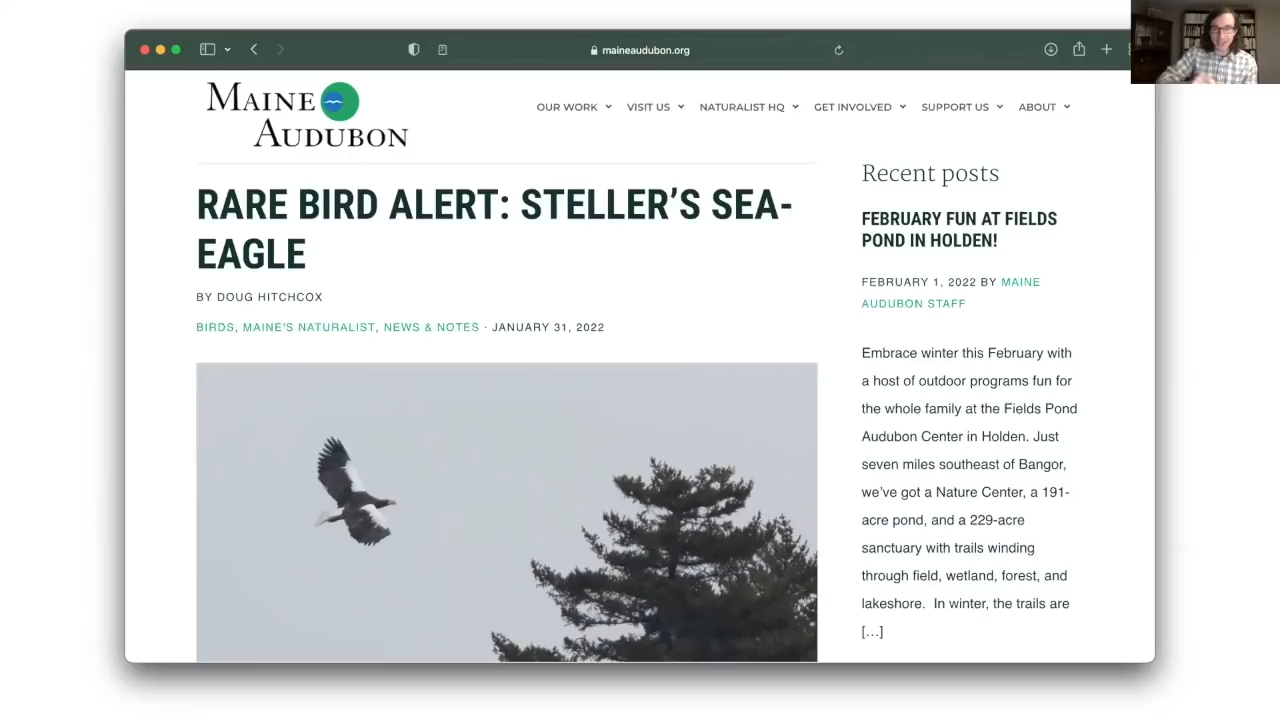 maineaudubon.org
MAINE
AUDUBON
OUR WORK
VISIT US
NATURALIST HQ
GET INVOLVED
SUPPORT US
ABOUT
RARE BIRD ALERT: STELLER’S SEA-
EAGLE
BY DOUG HITCHCOX
BIRDS, MAINE'S NATURALIST, NEWS & NOTES · JANUARY 31, 2022
Recent posts
FEBRUARY FUN AT FIELDS
POND IN HOLDEN!
FEBRUARY 1, 2022 BY MAINE
AUDUBON STAFF
Embrace winter this February with
a host of outdoor programs fun for
the whole family at the Fields Pond
Audubon Center in Holden. Just
seven miles southeast of Bangor,
we’ve got a Nature Center, a 191-
acre pond, and a 229-acre
sanctuary with trails winding
through field, wetland, forest, and
lakeshore.  In winter, the trails are
[…]